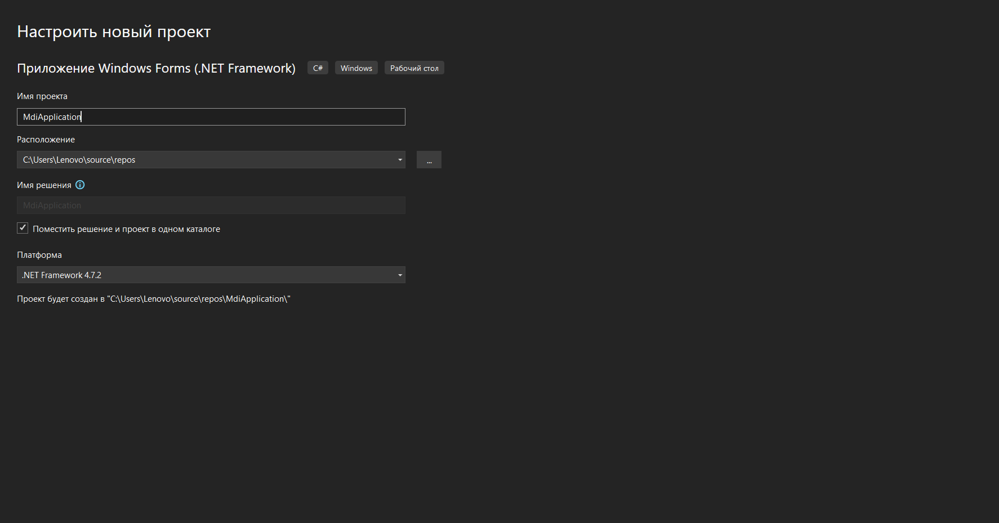 Настроить новый проект
Приложение Windows Forms (.NET Framework) C# Windows Рабочий стол
Имя проекта
MdiApplication
Расположение
C:\Users\Lenovo\source\repos
...
Имя решения
MdiApplication
Поместить решение и проект в одном каталоге
Платформа
.NET Framework 4.7.2
Проект будет создан в "C:\Users\Lenovo\source\repos\MdiApplication\"